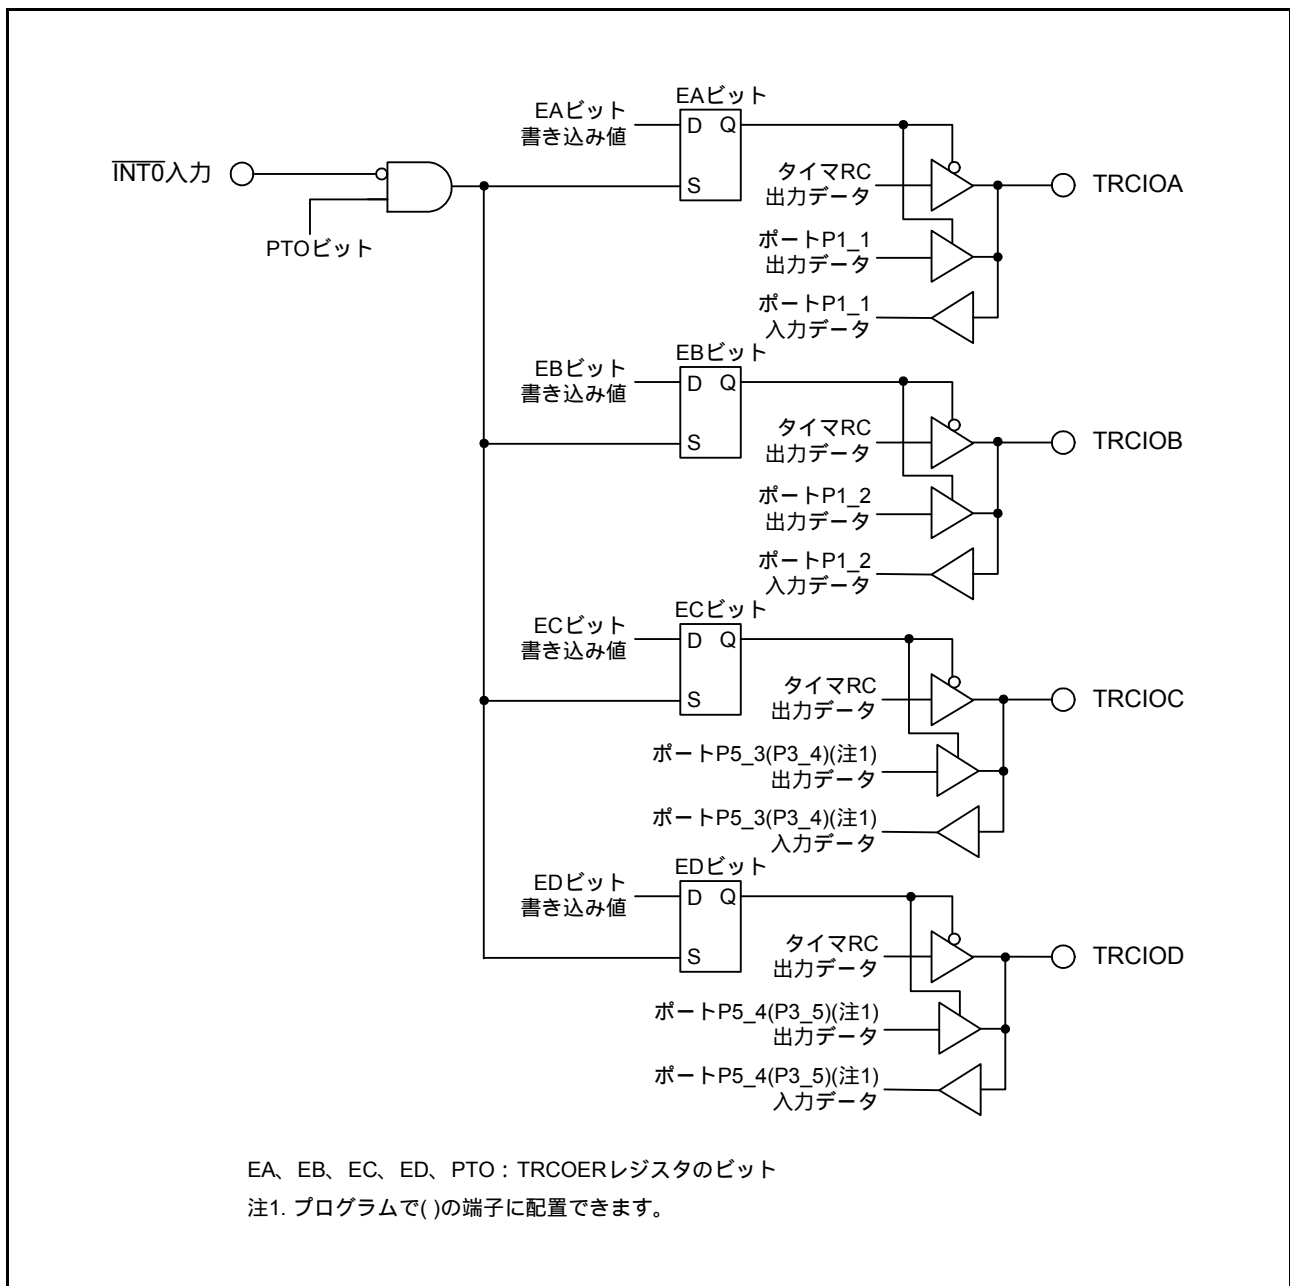 EAビット
EAビット
書き込み値
D Q
S
INT0入力
PTOビット
タイマRC
出力データ
TRCIOA
ポートP1_1
出力データ
ポートP1_1
入力データ
EBビット
EBビット
書き込み値
D Q
S
タイマRC
出力データ
TRCIOB
ポートP1_2
出力データ
ポートP1_2
入力データ
ECビット
ECビット
書き込み値
D Q
S
タイマRC
出力データ
TRCIOC
ポートP5_3(P3_4)(注1)
出力データ
ポートP5_3(P3_4)(注1)
入力データ
EDビット
EDビット
書き込み値
D Q
S
タイマRC
出力データ
TRCIOD
ポートP5_4(P3_5)(注1)
出力データ
ポートP5_4(P3_5)(注1)
入力データ
EA、EB、EC、ED、PTO：TRCOERレジスタのビット
注1. プログラムで( )の端子に配置できます。